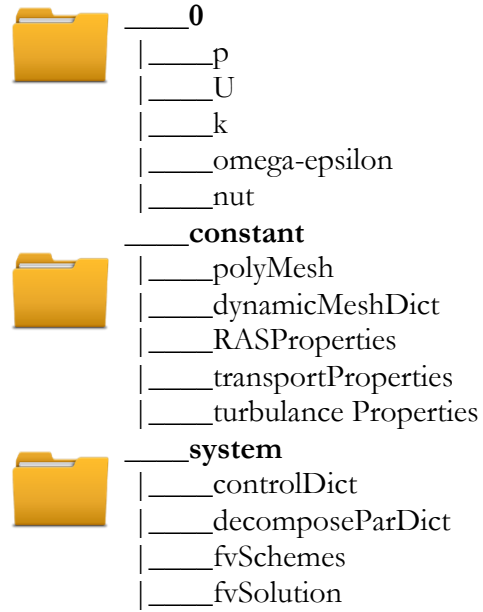 ____0
|____p
|____U
|____k
|____omega-epsilon
|____nut
____constant
|____polyMesh
|____dynamicMeshDict
|____RASProperties
|____transportProperties
|____turbulance Properties
____system
|____controlDict
|____decomposeParDict
|____fvSchemes
|____fvSolution